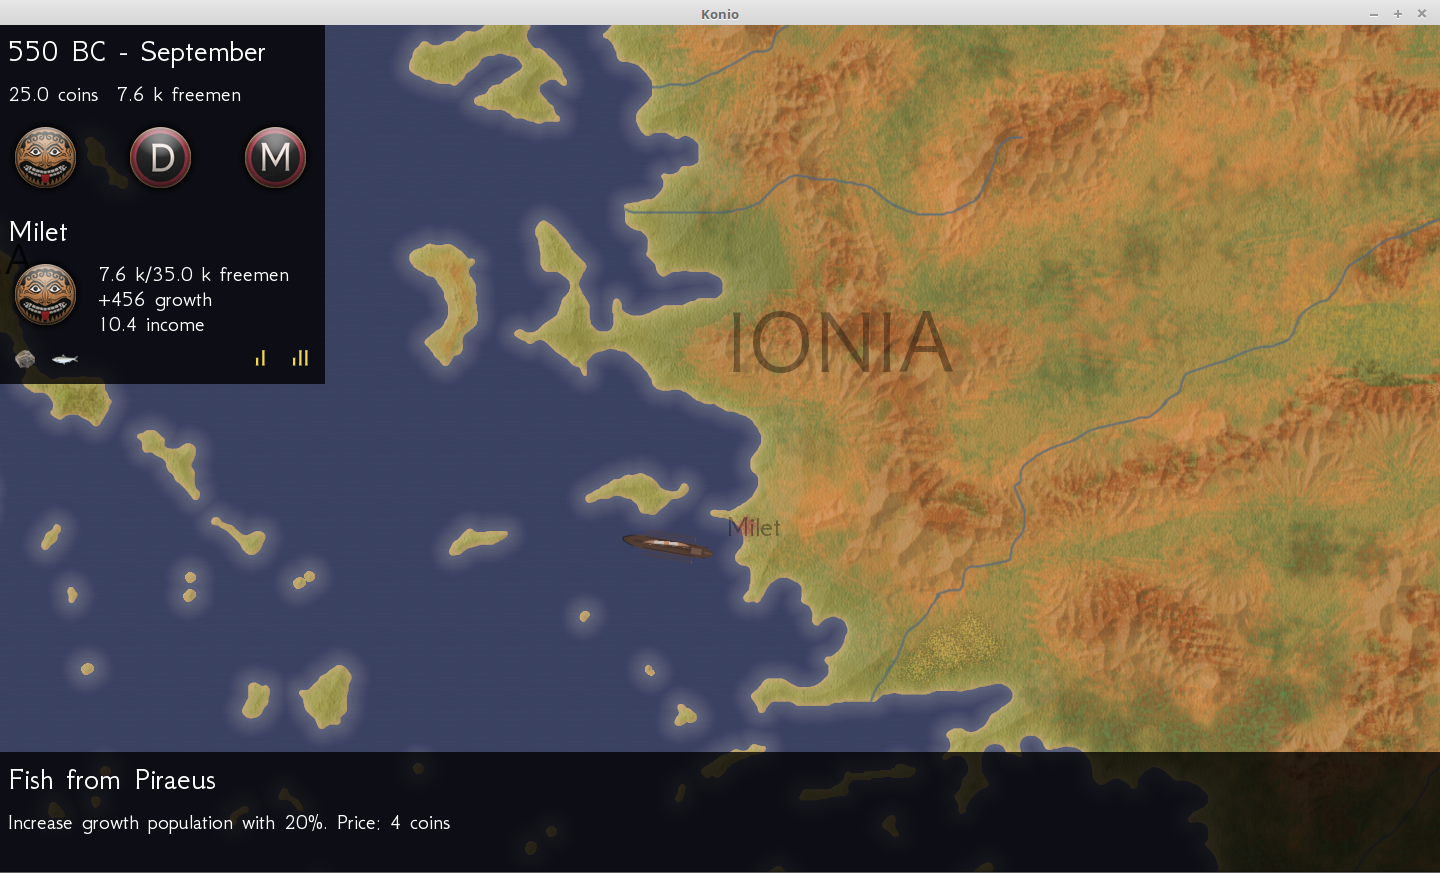 Konio
550 BC - September
25.0 coins 7.6 k freemen
D
M
Milet
A
7.6 k/35.0 k freemen
+456 growth
10.4 income
IONIA
Milet
Fish from Piraeus
Increase growth population with 20%. Price: 4 coins